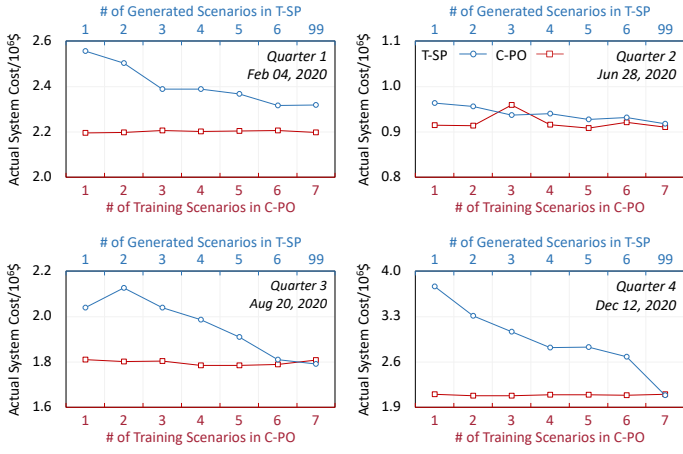 # of Generated Scenarios in T-SP
1 2 3 4 5 6 99
Actual System Cost/10⁶$
2.6
2.4
2.2
2.0
Quarter 1
Feb 04, 2020
1 2 3 4 5 6 7
# of Training Scenarios in C-PO
# of Generated Scenarios in T-SP
1 2 3 4 5 6 99
Actual System Cost/10⁶$
1.1
1.0
0.9
0.8
T-SP C-PO
Quarter 2
Jun 28, 2020
1 2 3 4 5 6 7
# of Training Scenarios in C-PO
# of Generated Scenarios in T-SP
1 2 3 4 5 6 99
Actual System Cost/10⁶$
2.2
2.0
1.8
1.6
Quarter 3
Aug 20, 2020
1 2 3 4 5 6 7
# of Training Scenarios in C-PO
# of Generated Scenarios in T-SP
1 2 3 4 5 6 99
Actual System Cost/10⁶$
4.0
3.3
2.6
1.9
Quarter 4
Dec 12, 2020
1 2 3 4 5 6 7
# of Training Scenarios in C-PO